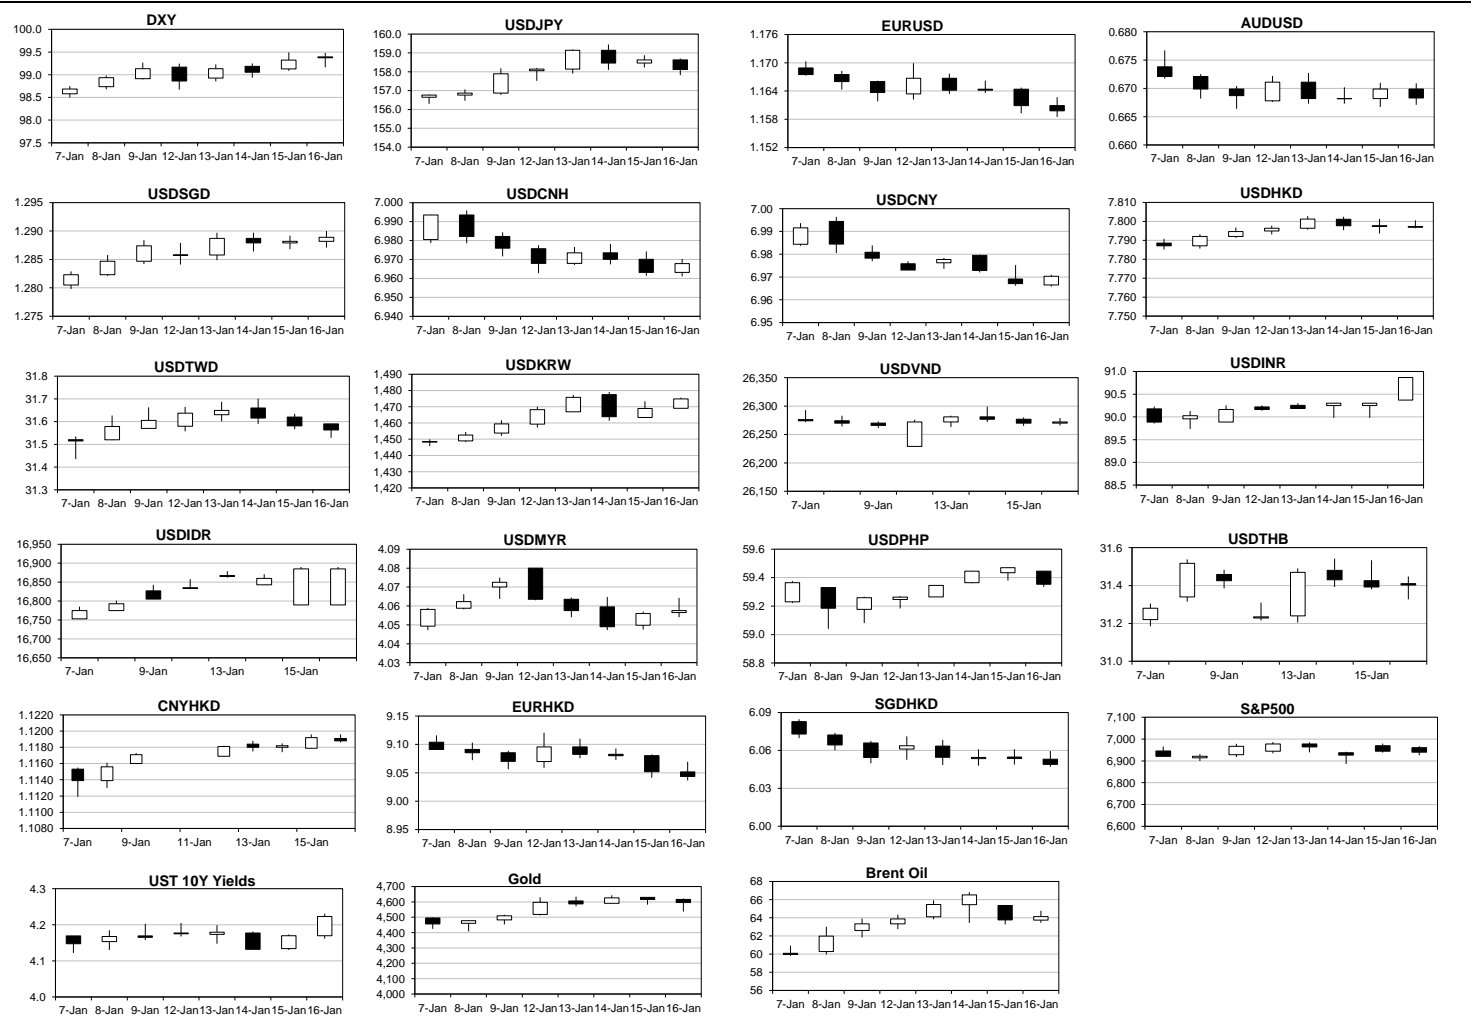 DXY
100.0
99.5
99.0
98.5
98.0
97.5
7-Jan 8-Jan 9-Jan 12-Jan 13-Jan 14-Jan 15-Jan 16-Jan
USDJPY
160.0
158.0
157.0
156.0
155.0
154.0
7-Jan 8-Jan 9-Jan 12-Jan 13-Jan 14-Jan 15-Jan 16-Jan
EURUSD
1.176
1.170
1.164
1.158
1.152
7-Jan 8-Jan 9-Jan 12-Jan 13-Jan 14-Jan 15-Jan 16-Jan
AUDUSD
0.680
0.675
0.670
0.665
0.660
7-Jan 8-Jan 9-Jan 12-Jan 13-Jan 14-Jan 15-Jan 16-Jan
USDSGD
1.295
1.290
1.285
1.280
1.275
7-Jan 8-Jan 9-Jan 12-Jan 13-Jan 14-Jan 15-Jan 16-Jan
USDCNH
7.000
6.990
6.980
6.970
6.960
6.950
6.940
7-Jan 8-Jan 9-Jan 12-Jan 13-Jan 14-Jan 15-Jan 16-Jan
USDCNY
7.00
6.99
6.98
6.97
6.96
6.95
7-Jan 8-Jan 9-Jan 12-Jan 13-Jan 14-Jan 15-Jan 16-Jan
USDHKD
7.810
7.800
7.790
7.780
7.770
7.760
7.750
7-Jan 8-Jan 9-Jan 12-Jan 13-Jan 14-Jan 15-Jan 16-Jan
USDTWD
31.8
31.7
31.6
31.5
31.4
31.3
7-Jan 8-Jan 9-Jan 12-Jan 13-Jan 14-Jan 15-Jan 16-Jan
USDKRW
1,490
1,480
1,470
1,460
1,450
1,440
1,430
1,420
7-Jan 8-Jan 9-Jan 12-Jan 13-Jan 14-Jan 15-Jan 16-Jan
USDVND
26,350
26,300
26,250
26,200
26,150
7-Jan 9-Jan 13-Jan 15-Jan
USDINR
91.0
90.5
90.0
89.5
89.0
88.5
7-Jan 8-Jan 9-Jan 12-Jan 13-Jan 14-Jan 15-Jan 16-Jan
USDIDR
16,950
16,900
16,850
16,800
16,750
16,700
16,650
7-Jan 9-Jan 13-Jan 15-Jan
USDMYR
4.09
4.08
4.07
4.06
4.05
4.04
4.03
7-Jan 8-Jan 9-Jan 12-Jan 13-Jan 14-Jan 15-Jan 16-Jan
USDPHP
59.6
59.4
59.2
59.0
58.8
7-Jan 8-Jan 9-Jan 12-Jan 13-Jan 14-Jan 15-Jan 16-Jan
USDTHB
31.6
31.4
31.2
31.0
7-Jan 9-Jan 13-Jan 15-Jan
CNYHKD
1.1220
1.1200
1.1180
1.1160
1.1140
1.1120
1.1100
1.1080
7-Jan 9-Jan 11-Jan 13-Jan 15-Jan
EURHKD
9.15
9.10
9.05
9.00
8.95
7-Jan 8-Jan 9-Jan 12-Jan 13-Jan 14-Jan 15-Jan 16-Jan
SGDHKD
6.09
6.06
6.03
6.00
7-Jan 8-Jan 9-Jan 12-Jan 13-Jan 14-Jan 15-Jan 16-Jan
S&P500
7,100
7,000
6,900
6,800
6,700
6,600
7-Jan 8-Jan 9-Jan 12-Jan 13-Jan 14-Jan 15-Jan 16-Jan
UST 10Y Yields
4.3
4.2
4.1
4.0
7-Jan 8-Jan 9-Jan 12-Jan 13-Jan 14-Jan 15-Jan 16-Jan
Gold
4,700
4,600
4,500
4,400
4,300
4,200
4,100
4,000
7-Jan 8-Jan 9-Jan 12-Jan 13-Jan 14-Jan 15-Jan 16-Jan
Brent Oil
68
66
64
62
60
58
56
7-Jan 8-Jan 9-Jan 12-Jan 13-Jan 14-Jan 15-Jan 16-Jan